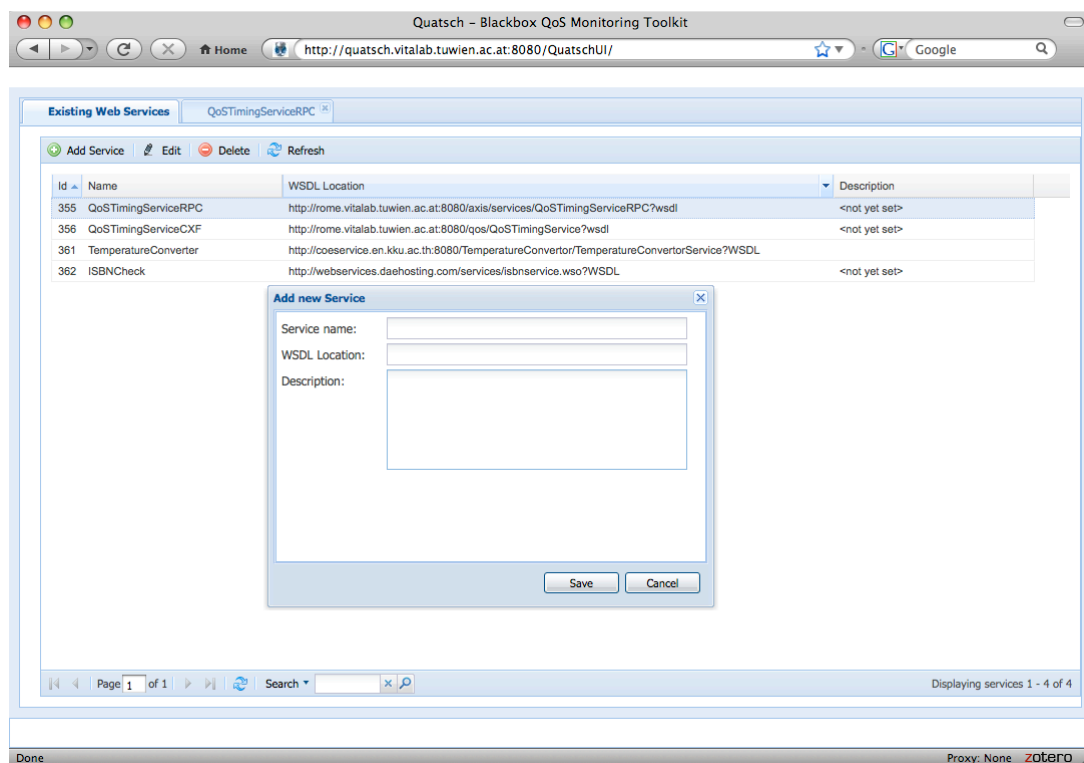 Quatsch – Blackbox QoS Monitoring Toolkit
Home http://quatsch.vitalab.tuwien.ac.at:8080/QuatschUI/ G Google
Existing Web Services QoSTimingServiceRPC
Add Service Edit Delete Refresh
Id Name WSDL Location Description
355 QoSTimingServiceRPC http://rome.vitalab.tuwien.ac.at:8080/axis/services/QoSTimingServiceRPC?wsdl <not yet set>
356 QoSTimingServiceCXF http://rome.vitalab.tuwien.ac.at:8080/qos/QoSTimingService?wsdl <not yet set>
361 TemperatureConverter http://coeservice.en.kku.ac.th:8080/TemperatureConvertor/TemperatureConvertorService?WSDL
362 ISBNCheck http://webservices.daehosting.com/services/isbnservice.wso?WSDL <not yet set>
Add new Service
Service name:
WSDL Location:
Description:
Save Cancel
Page 1 of 1 Search Displaying services 1 - 4 of 4
Done Proxy: None zotero